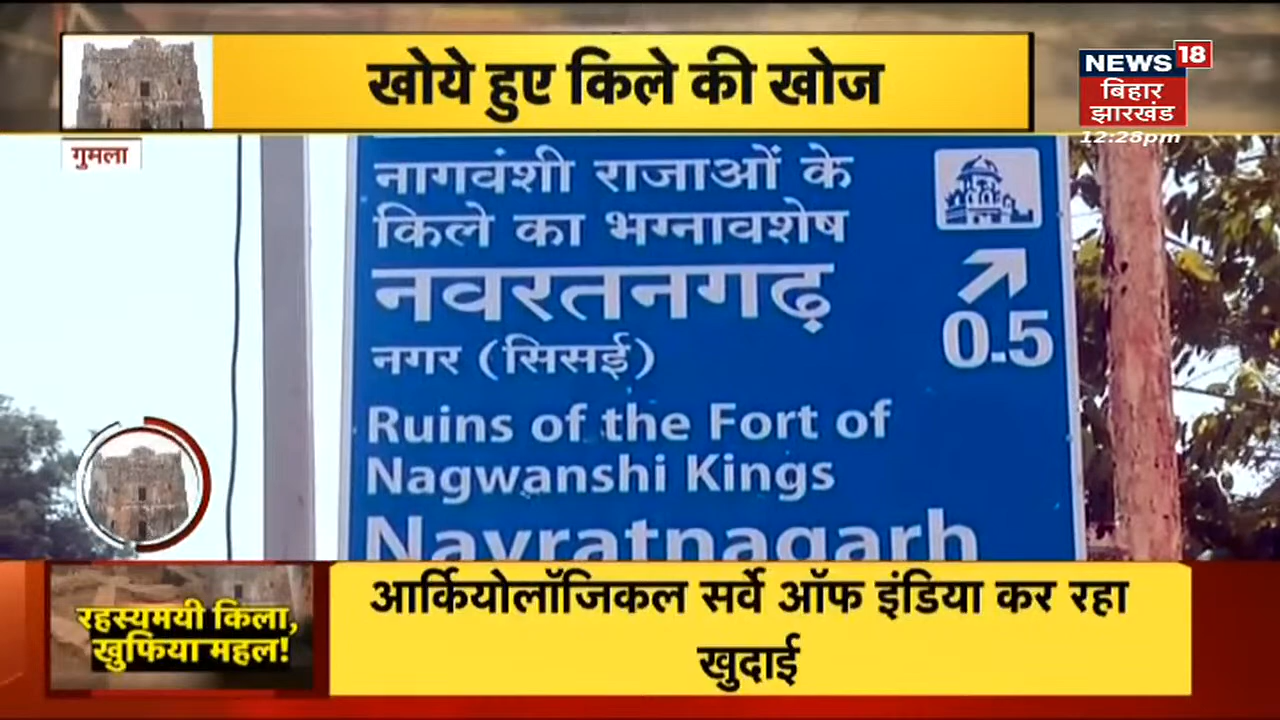 खोये हुए किले की खोज
NEWS 18
बिहार
झारखंड
12:28pm
गुमला
नागवंशी राजाओं के
किले का भग्नावशेष
नवरतनगढ़
नगर (सिसई)
0.5
Ruins of the Fort of
Nagwanshi Kings
Navratnagarh
रहस्यमयी किला,
खुफिया महल!
आर्कियोलॉजिकल सर्वे ऑफ इंडिया कर रहा
खुदाई